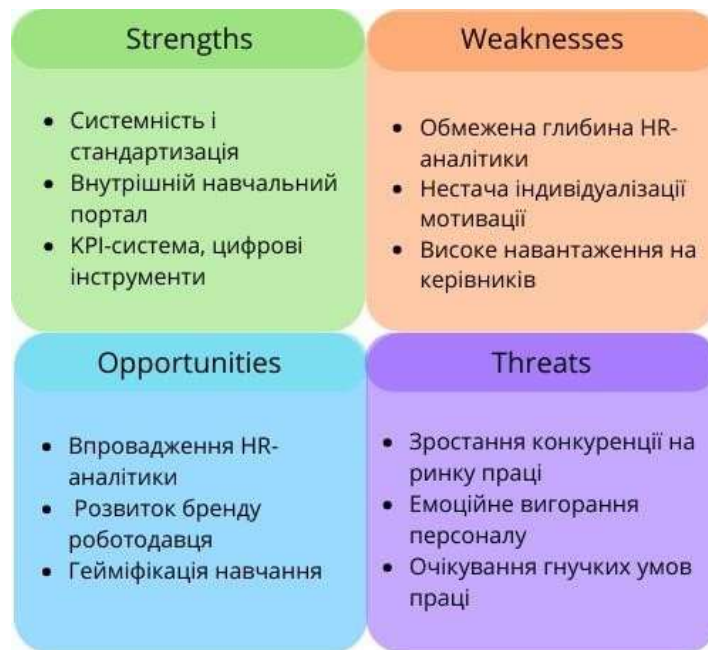 Strengths
• Системність і
стандартизація
• Внутрішній навчальний
портал
• KPI-система, цифрові
інструменти
Weaknesses
• Обмежена глибина HR-
аналітики
• Нестача індивідуалізації
мотивації
• Високе навантаження на
керівників
Opportunities
• Впровадження HR-
аналітики
• Розвиток бренду
роботодавця
• Гейміфікація навчання
Threats
• Зростання конкуренції на
ринку праці
• Емоційне вигорання
персоналу
• Очікування гнучких умов
праці